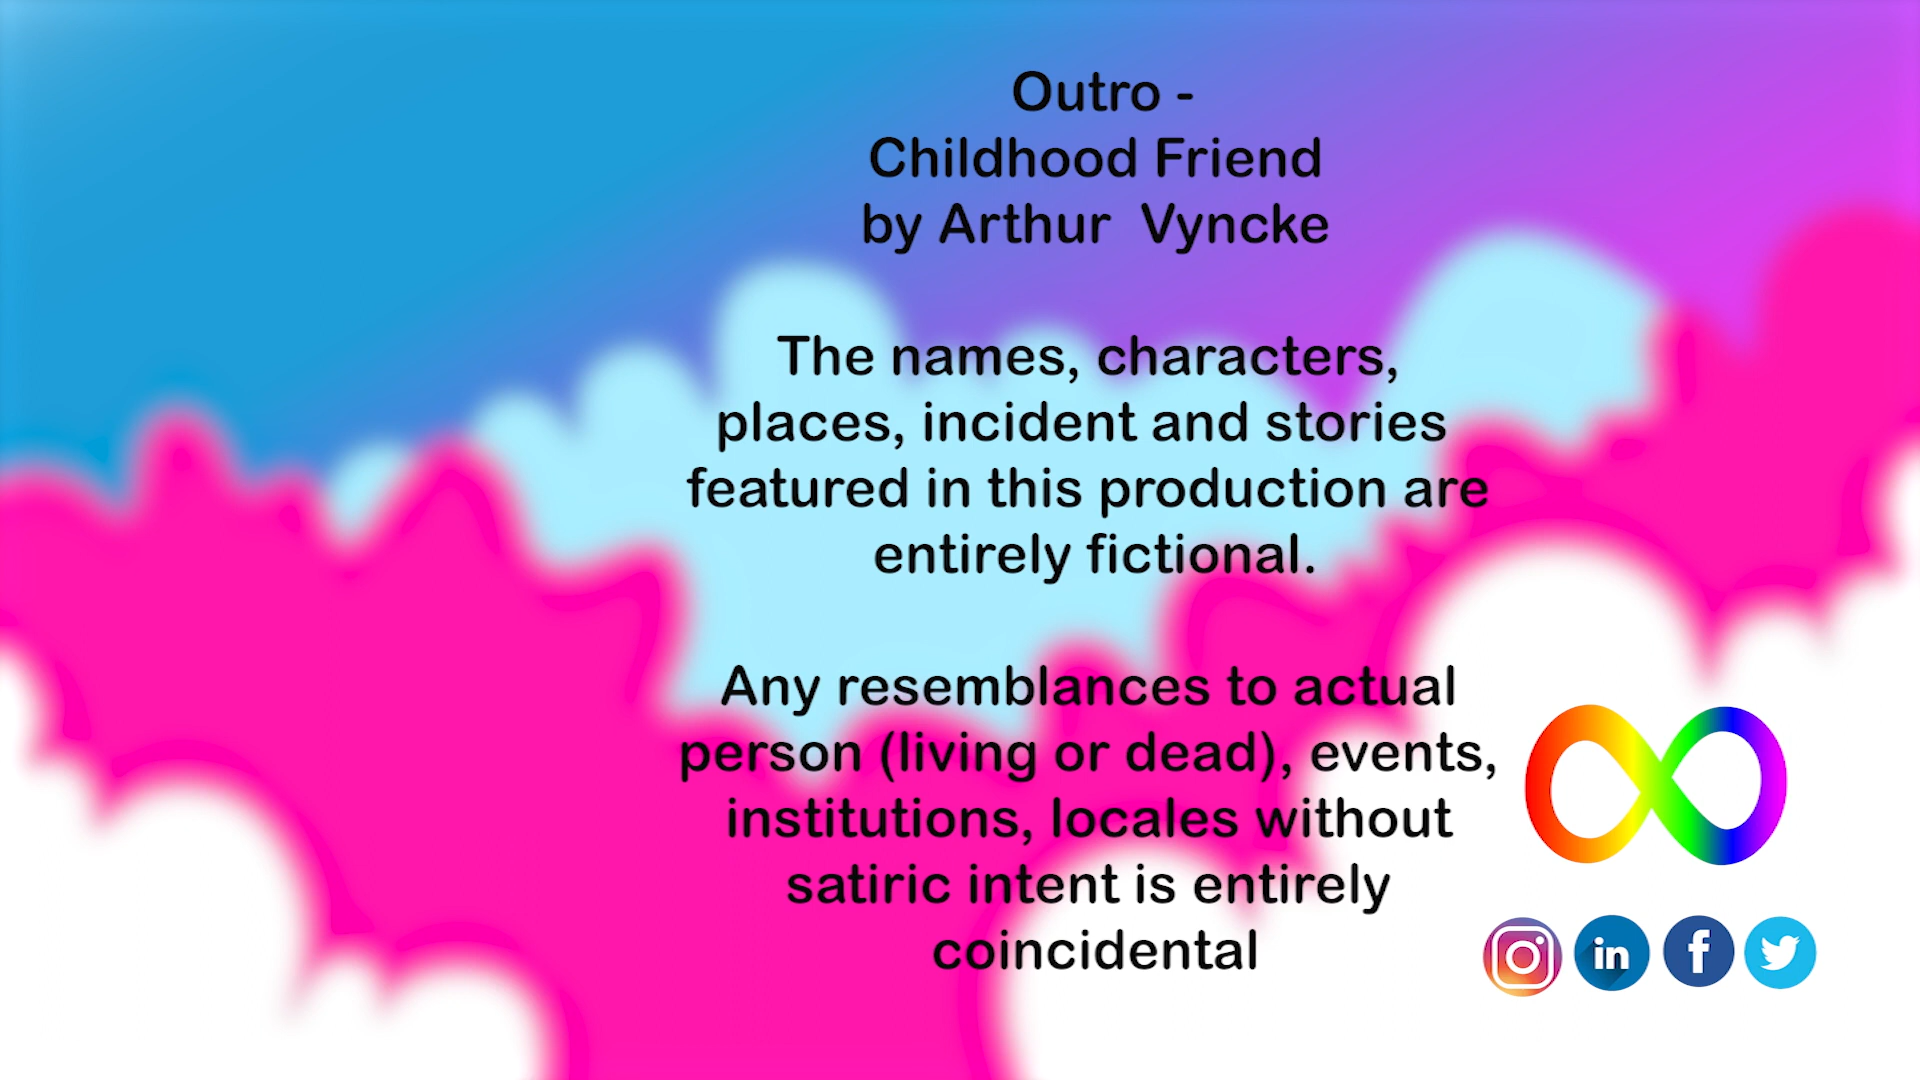 Outro -
Childhood Friend
by Arthur  Vyncke
The names, characters,
places, incident and stories
featured in this production are
entirely fictional.
Any resemblances to actual
person (living or dead), events,
institutions, locales without
satiric intent is entirely
coincidental
in
f